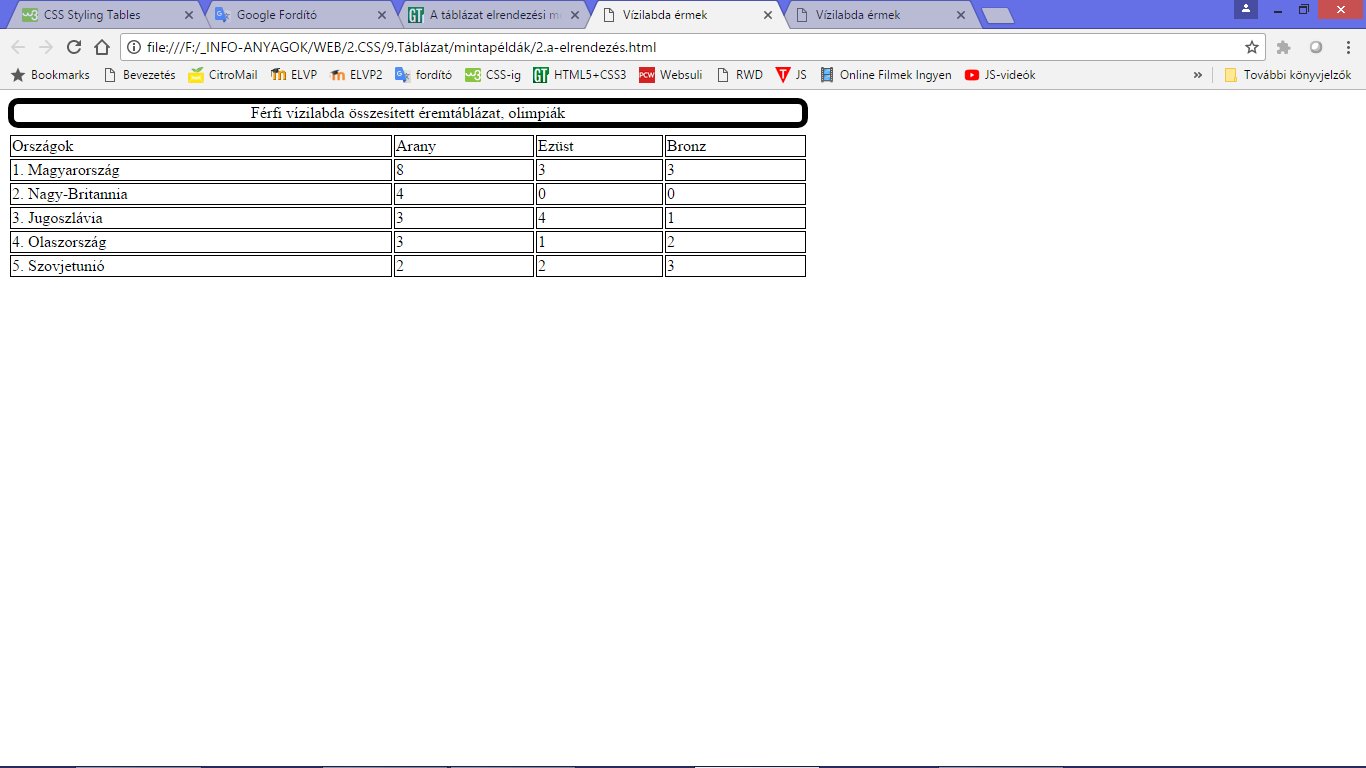 CSS Styling Tables Google Fordító A táblázat elrendezési Vízilabda érmek Vízilabda érmek
file:///F:/_INFO-ANYAGOK/WEB/2.CSS/9.Táblázat/mintapéldák/2.a-elrendezés.html
Bookmarks Bevezetés CitroMail ELVP ELVP2 fordító CSS-ig HTML5+CSS3 Websuli RWD JS Online Filmek Ingyen JS-videók » További könyvjelzők
Férfi vízilabda összesített éremtáblázat, olimpiák
Országok Arany Ezüst Bronz
1. Magyarország 8 3 3
2. Nagy-Britannia 4 0 0
3. Jugoszlávia 3 4 1
4. Olaszország 3 1 2
5. Szovjetunió 2 2 3